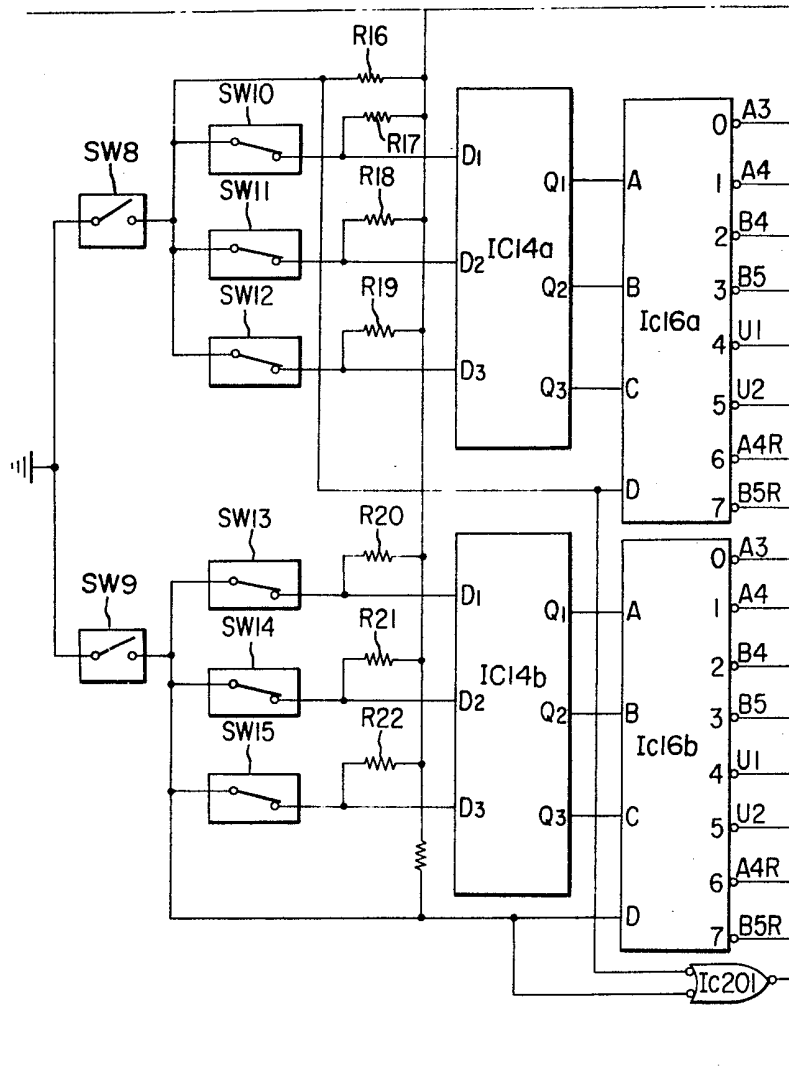 R16
SW10
R17
SW8
D1
SW11
R18
Q1
A
0
A3
1
A4
2
B4
IC14a
D2
SW12
R19
Q2
B
3
B5
Ic16a
4
U1
D3
Q3
C
5
U2
6
A4R
D
7
B5R
SW13
R20
0
A3
SW9
D1
Q1
A
1
A4
SW14
R21
2
B4
IC14b
D2
Q2
B
3
B5
SW15
R22
Ic16b
4
U1
D3
Q3
C
5
U2
6
A4R
D
7
B5R
Ic201